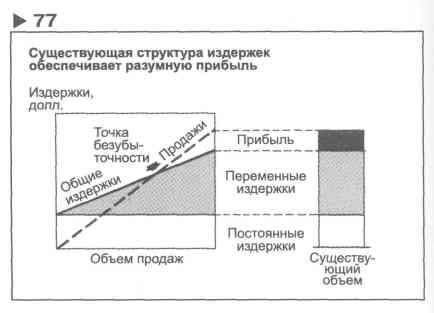 ▶ 77
Существующая структура издержек
обеспечивает разумную прибыль
Издержки,
долл.
Точка
безубы-
точности
Продажи
Общие
издержки
Прибыль
Переменные
издержки
Постоянные
издержки
Объем продаж
Существу-
ющий
объем